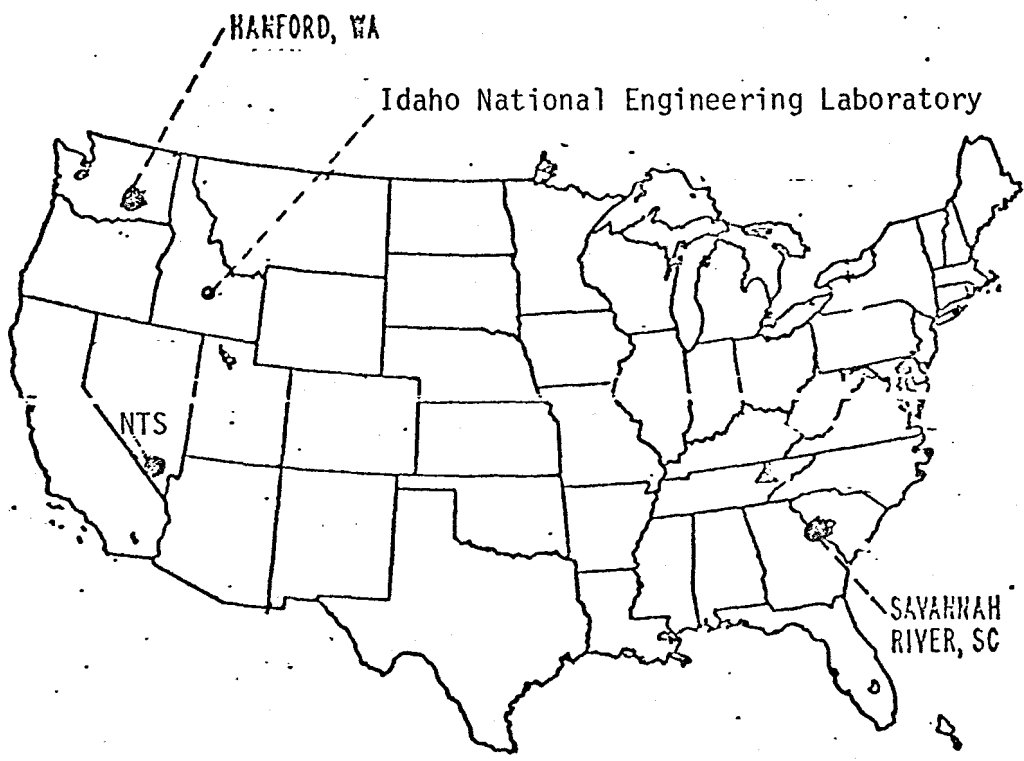 HANFORD, WA
Idaho National Engineering Laboratory
NTS
SAVANNAH
RIVER, SC